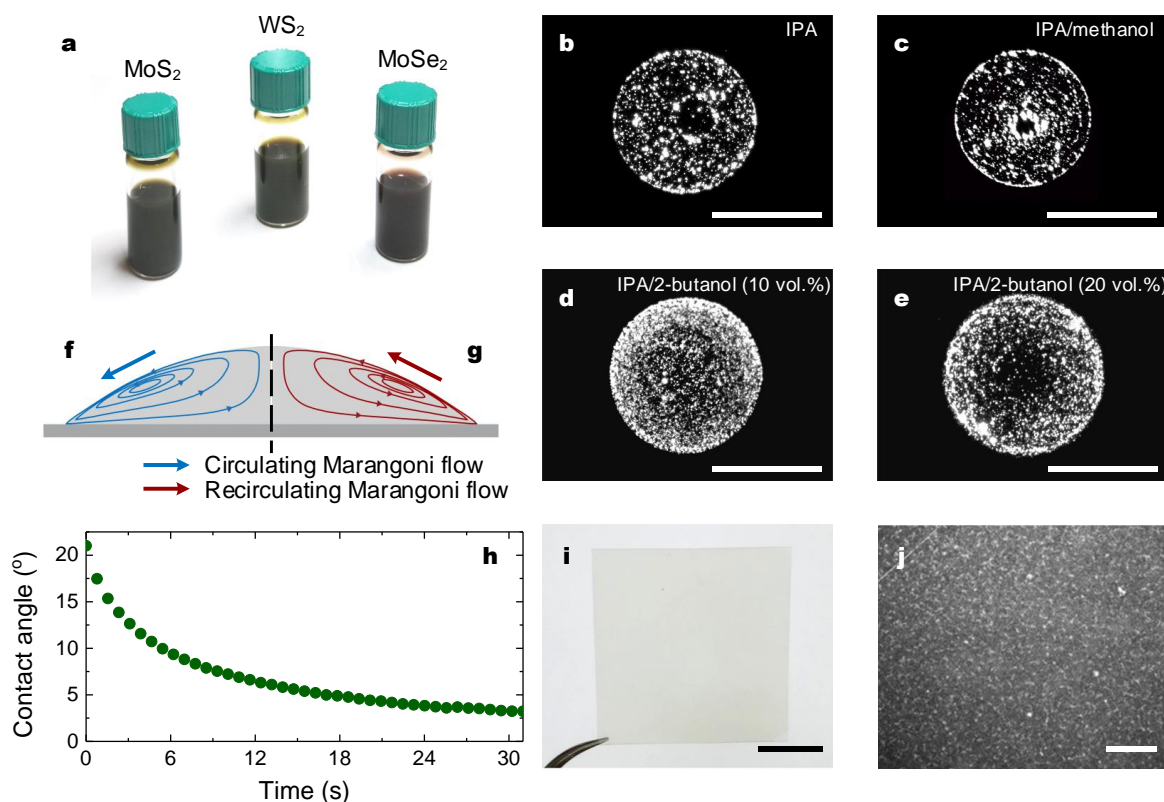 a
MoS₂
WS₂
MoSe₂
b
IPA
c
IPA/methanol
d
IPA/2-butanol (10 vol.%)
e
IPA/2-butanol (20 vol.%)
f
g
Circulating Marangoni flow
Recirculating Marangoni flow
h
Contact angle (º)
20
15
10
5
0
0 6 12 18 24 30
Time (s)
i
j